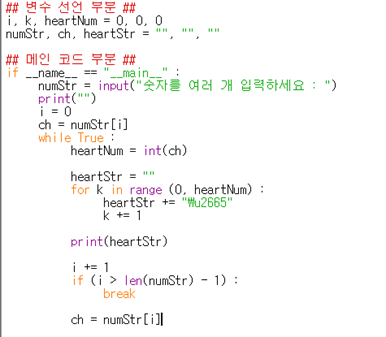 ## 변수 선언 부분 ##
i, k, heartNum = 0, 0, 0
numStr, ch, heartStr = "", "", ""
## 메인 코드 부분 ##
if __name__ == "__main__" :
numStr = input("숫자를 여러 개 입력하세요 : ")
print("")
i = 0
ch = numStr[i]
while True :
heartNum = int(ch)
heartStr = ""
for k in range (0, heartNum) :
heartStr += "₩u2665"
k += 1
print(heartStr)
i += 1
if (i > len(numStr) - 1) :
break
ch = numStr[i]